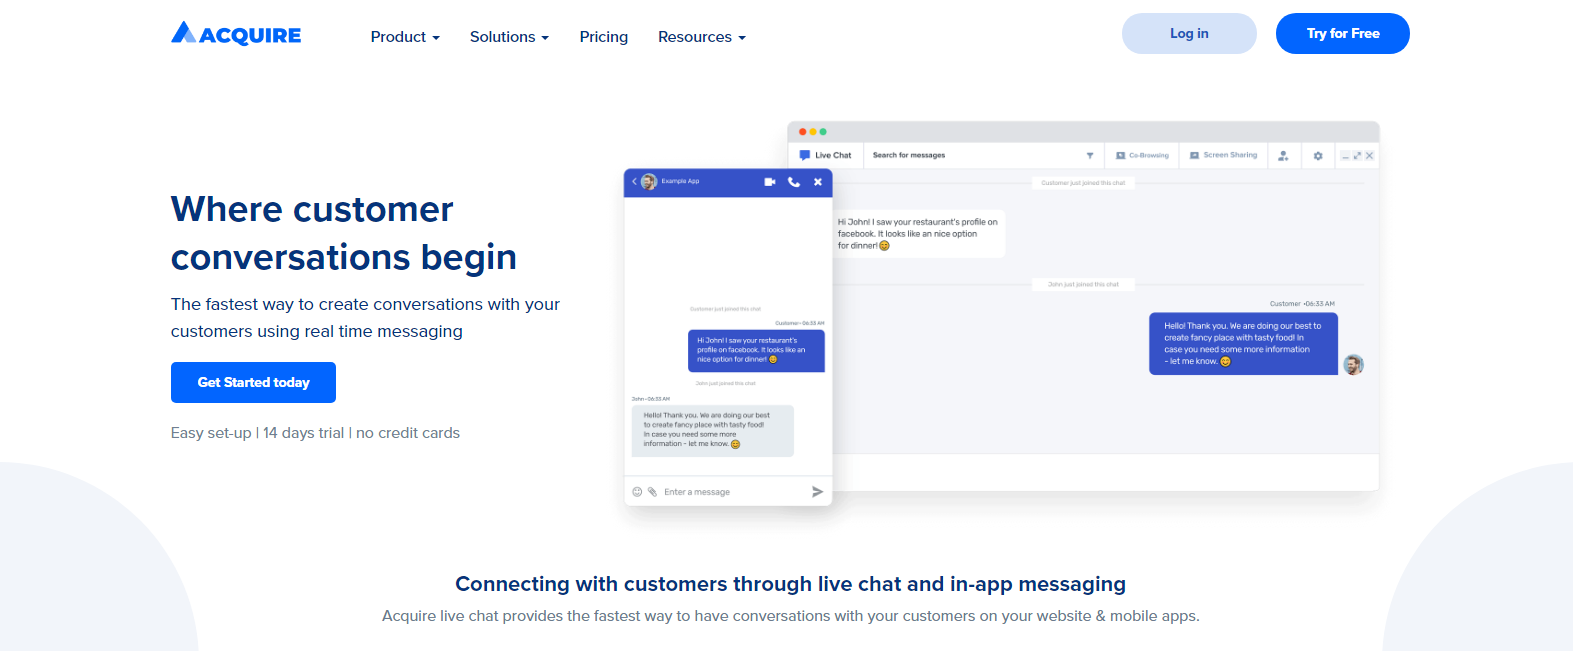 ACQUIRE
Product
Solutions
Pricing
Resources
Log in
Try for Free
Where customer
conversations begin
The fastest way to create conversations with your
customers using real time messaging
Get Started today
Easy set-up | 14 days trial | no credit cards
Live Chat
Search for messages
Co-Browsing
Screen Sharing
Customer just joined this chat
Hi John! I saw your restaurant's profile on
facebook. It looks like an nice option
for dinner!
John just joined this chat
Customer •06:33 AM
Hello! Thank you. We are doing our best to
create fancy place with tasty food! In
case you need some more information
- let me know.
Example App
Customer just joined this chat
Customer• 06:33 AM
Hi John! I saw your restaurant's
profile on facebook. It looks like an
nice option for dinner!
John just joined this chat
John • 06:33 AM
Hello! Thank you. We are doing our best
to create fancy place with tasty food!
In case you need some more
information - let me know.
Enter a message
Connecting with customers through live chat and in-app messaging
Acquire live chat provides the fastest way to have conversations with your customers on your website & mobile apps.